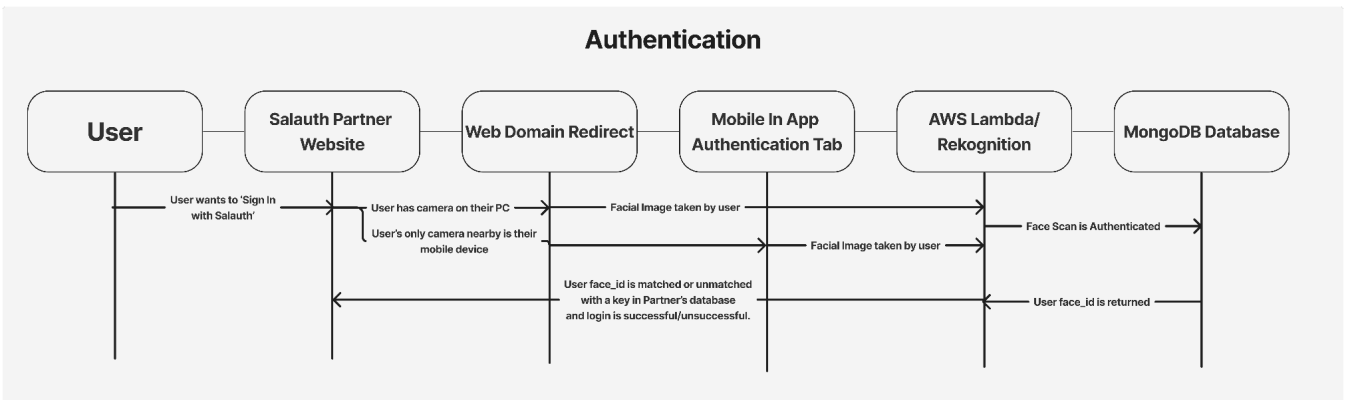 Authentication
User
Salauth Partner
Website
Web Domain Redirect
Mobile In App
Authentication Tab
AWS Lambda/
Rekognition
MongoDB Database
User wants to 'Sign In
with Salauth'
User has camera on their PC
Facial Image taken by user
User's only camera nearby is their
mobile device
Facial Image taken by user
Face Scan is Authenticated
User face_id is matched or unmatched
with a key in Partner's database
and login is successful/unsuccessful.
User face_id is returned